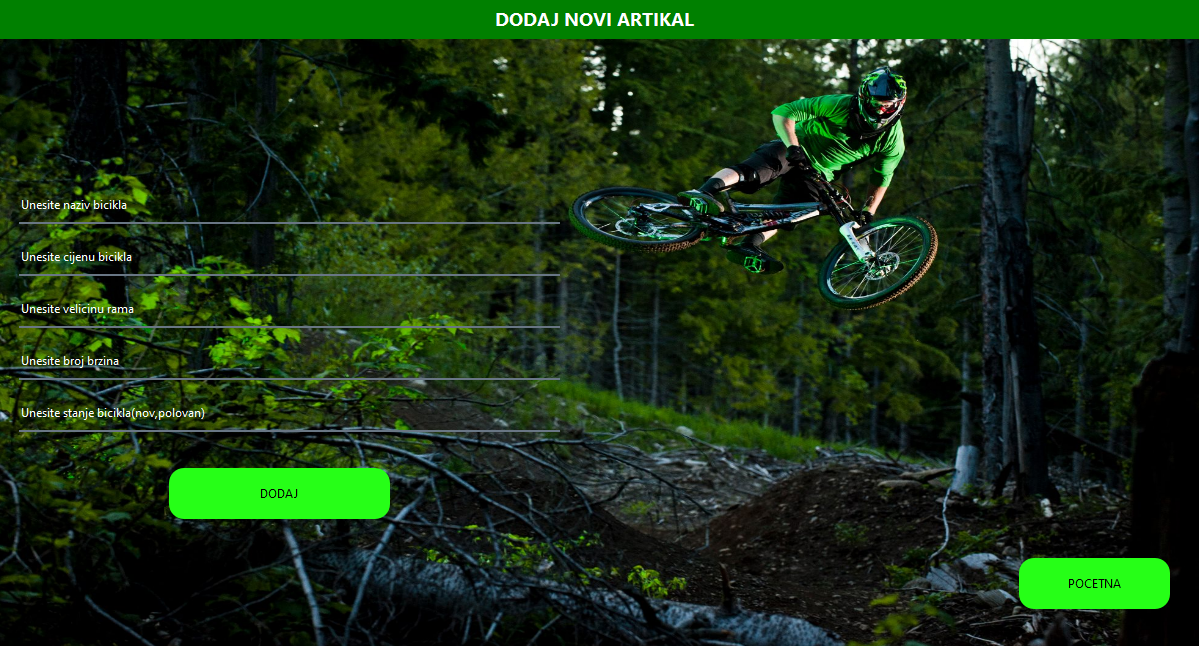 DODAJ NOVI ARTIKAL
Unesite naziv bicikla
Unesite cijenu bicikla
Unesite velicinu rama
Unesite broj brzina
Unesite stanje bicikla(nov,polovan)
DODAJ
POCETNA